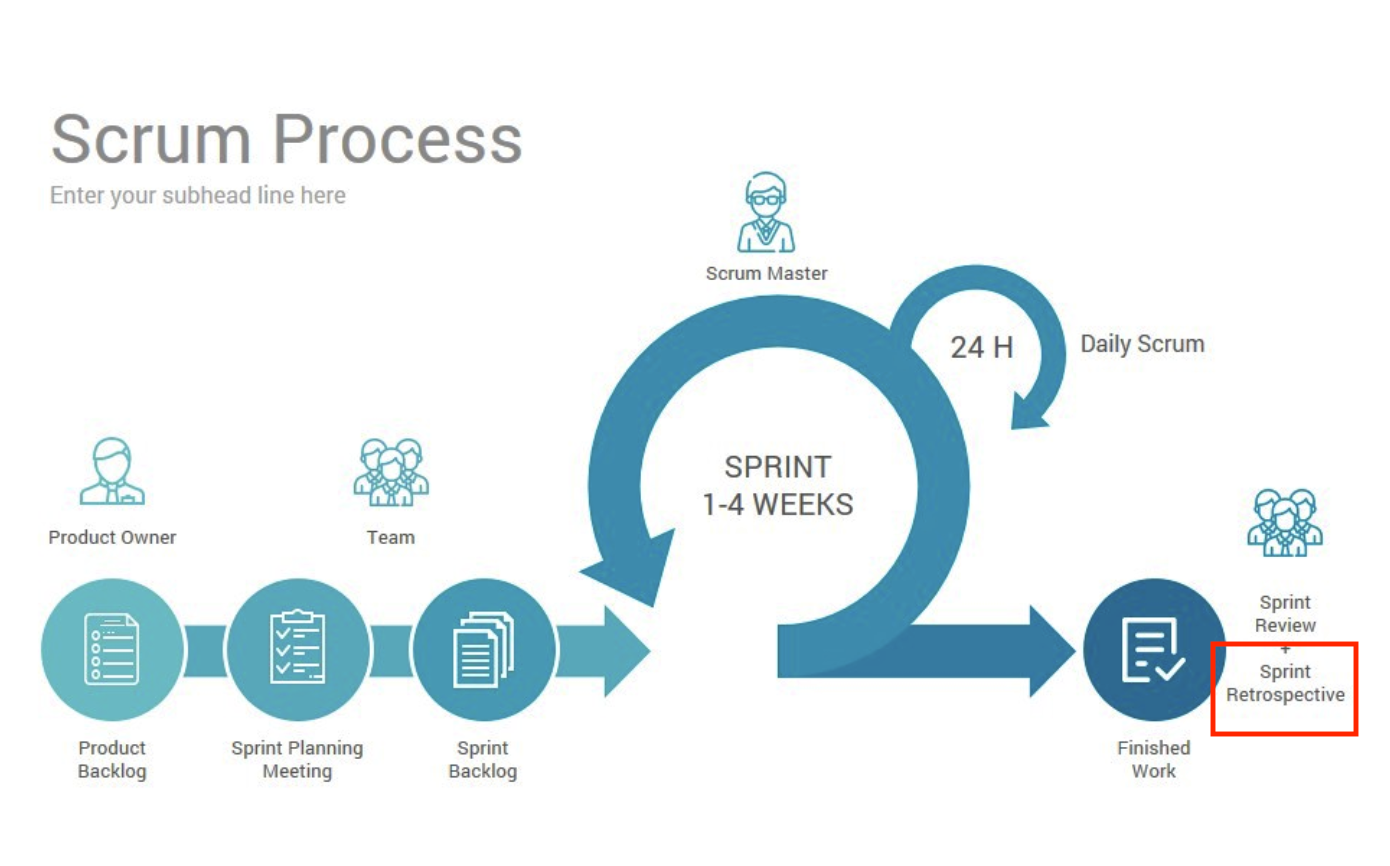 Scrum Process
Enter your subhead line here
Scrum Master
24 H
Daily Scrum
SPRINT
1-4 WEEKS
Product Owner
Team
Product
Backlog
Sprint Planning
Meeting
Sprint
Backlog
Finished
Work
Sprint
Review
+
Sprint
Retrospective